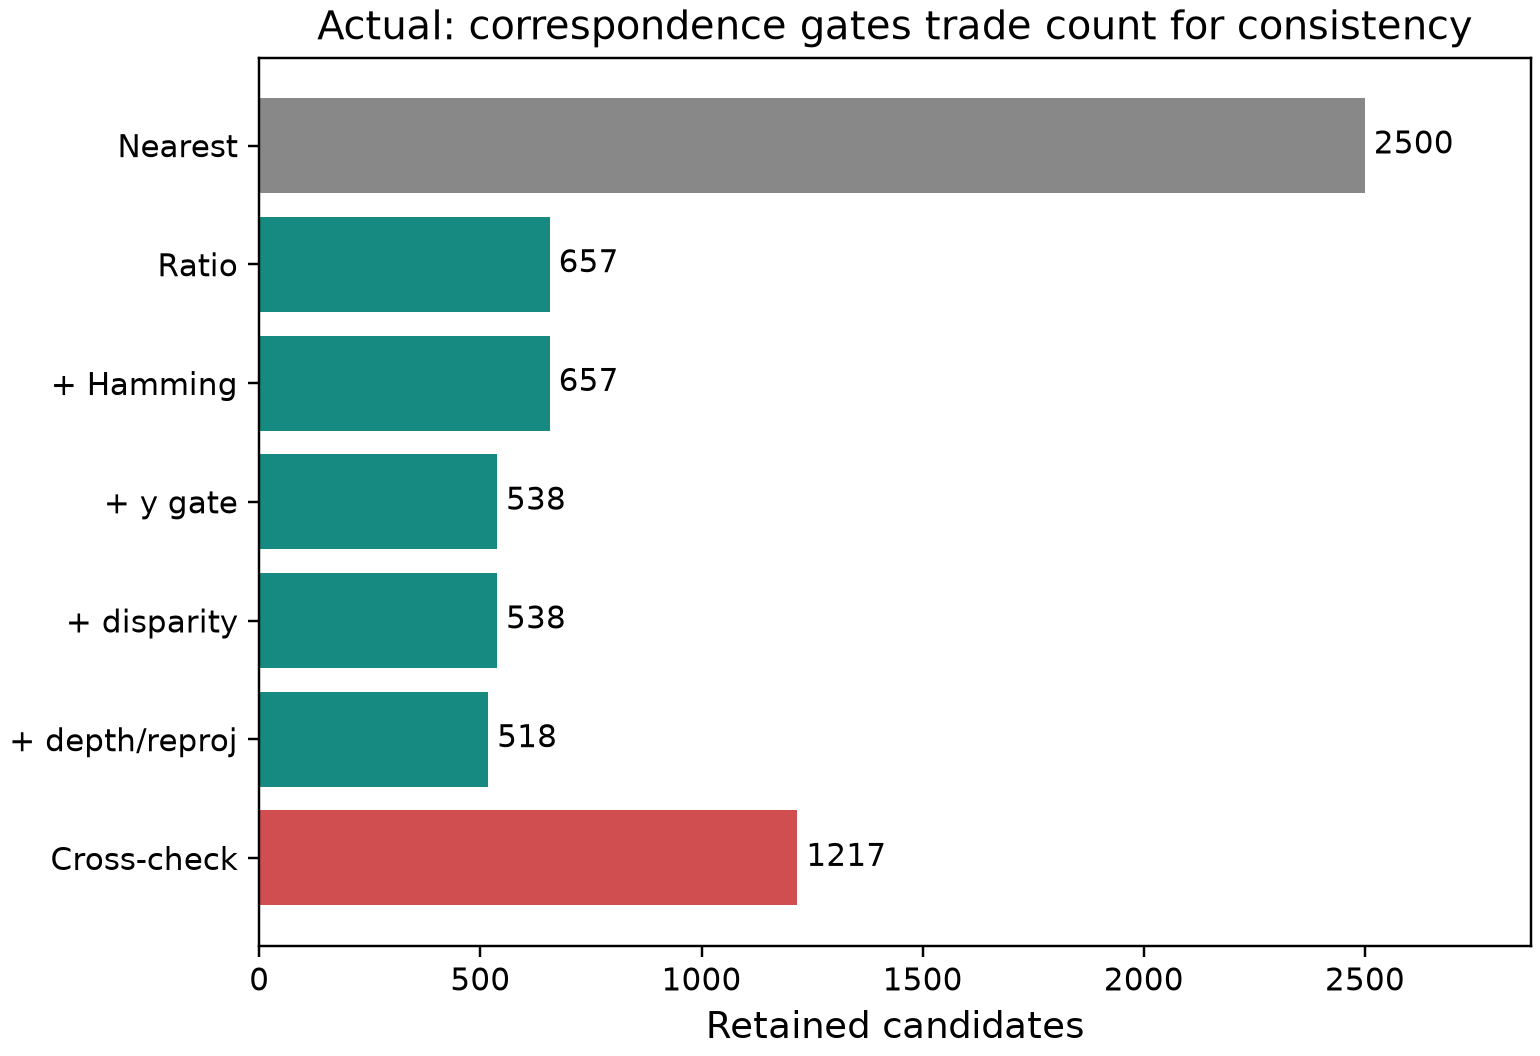 Actual: correspondence gates trade count for consistency
Nearest 2500
Ratio 657
+ Hamming 657
+ y gate 538
+ disparity 538
+ depth/reproj 518
Cross-check 1217
0 500 1000 1500 2000 2500
Retained candidates